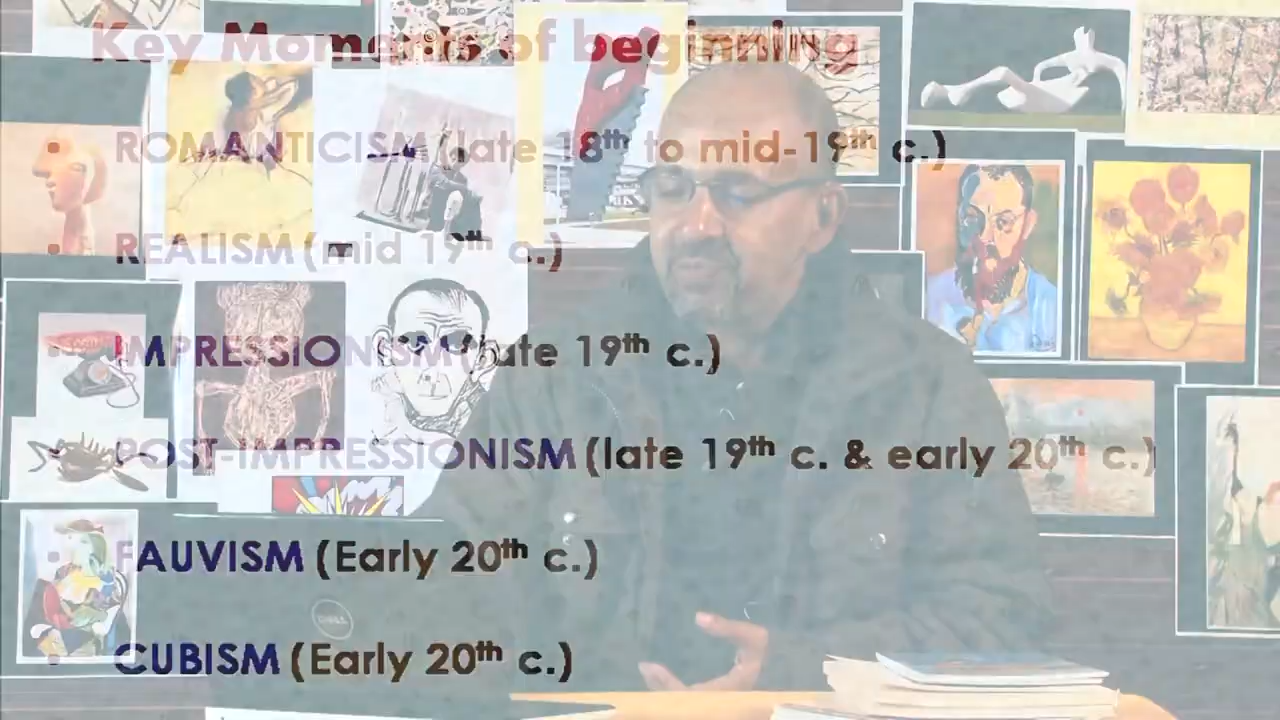 Key Moments of beginning
• ROMANTICISM (late 18th to mid-19th c.)
• REALISM (mid 19th c.)
• IMPRESSIONISM (late 19th c.)
• POST-IMPRESSIONISM (late 19th c. & early 20th c.)
• FAUVISM (Early 20th c.)
DELL
• CUBISM (Early 20th c.)